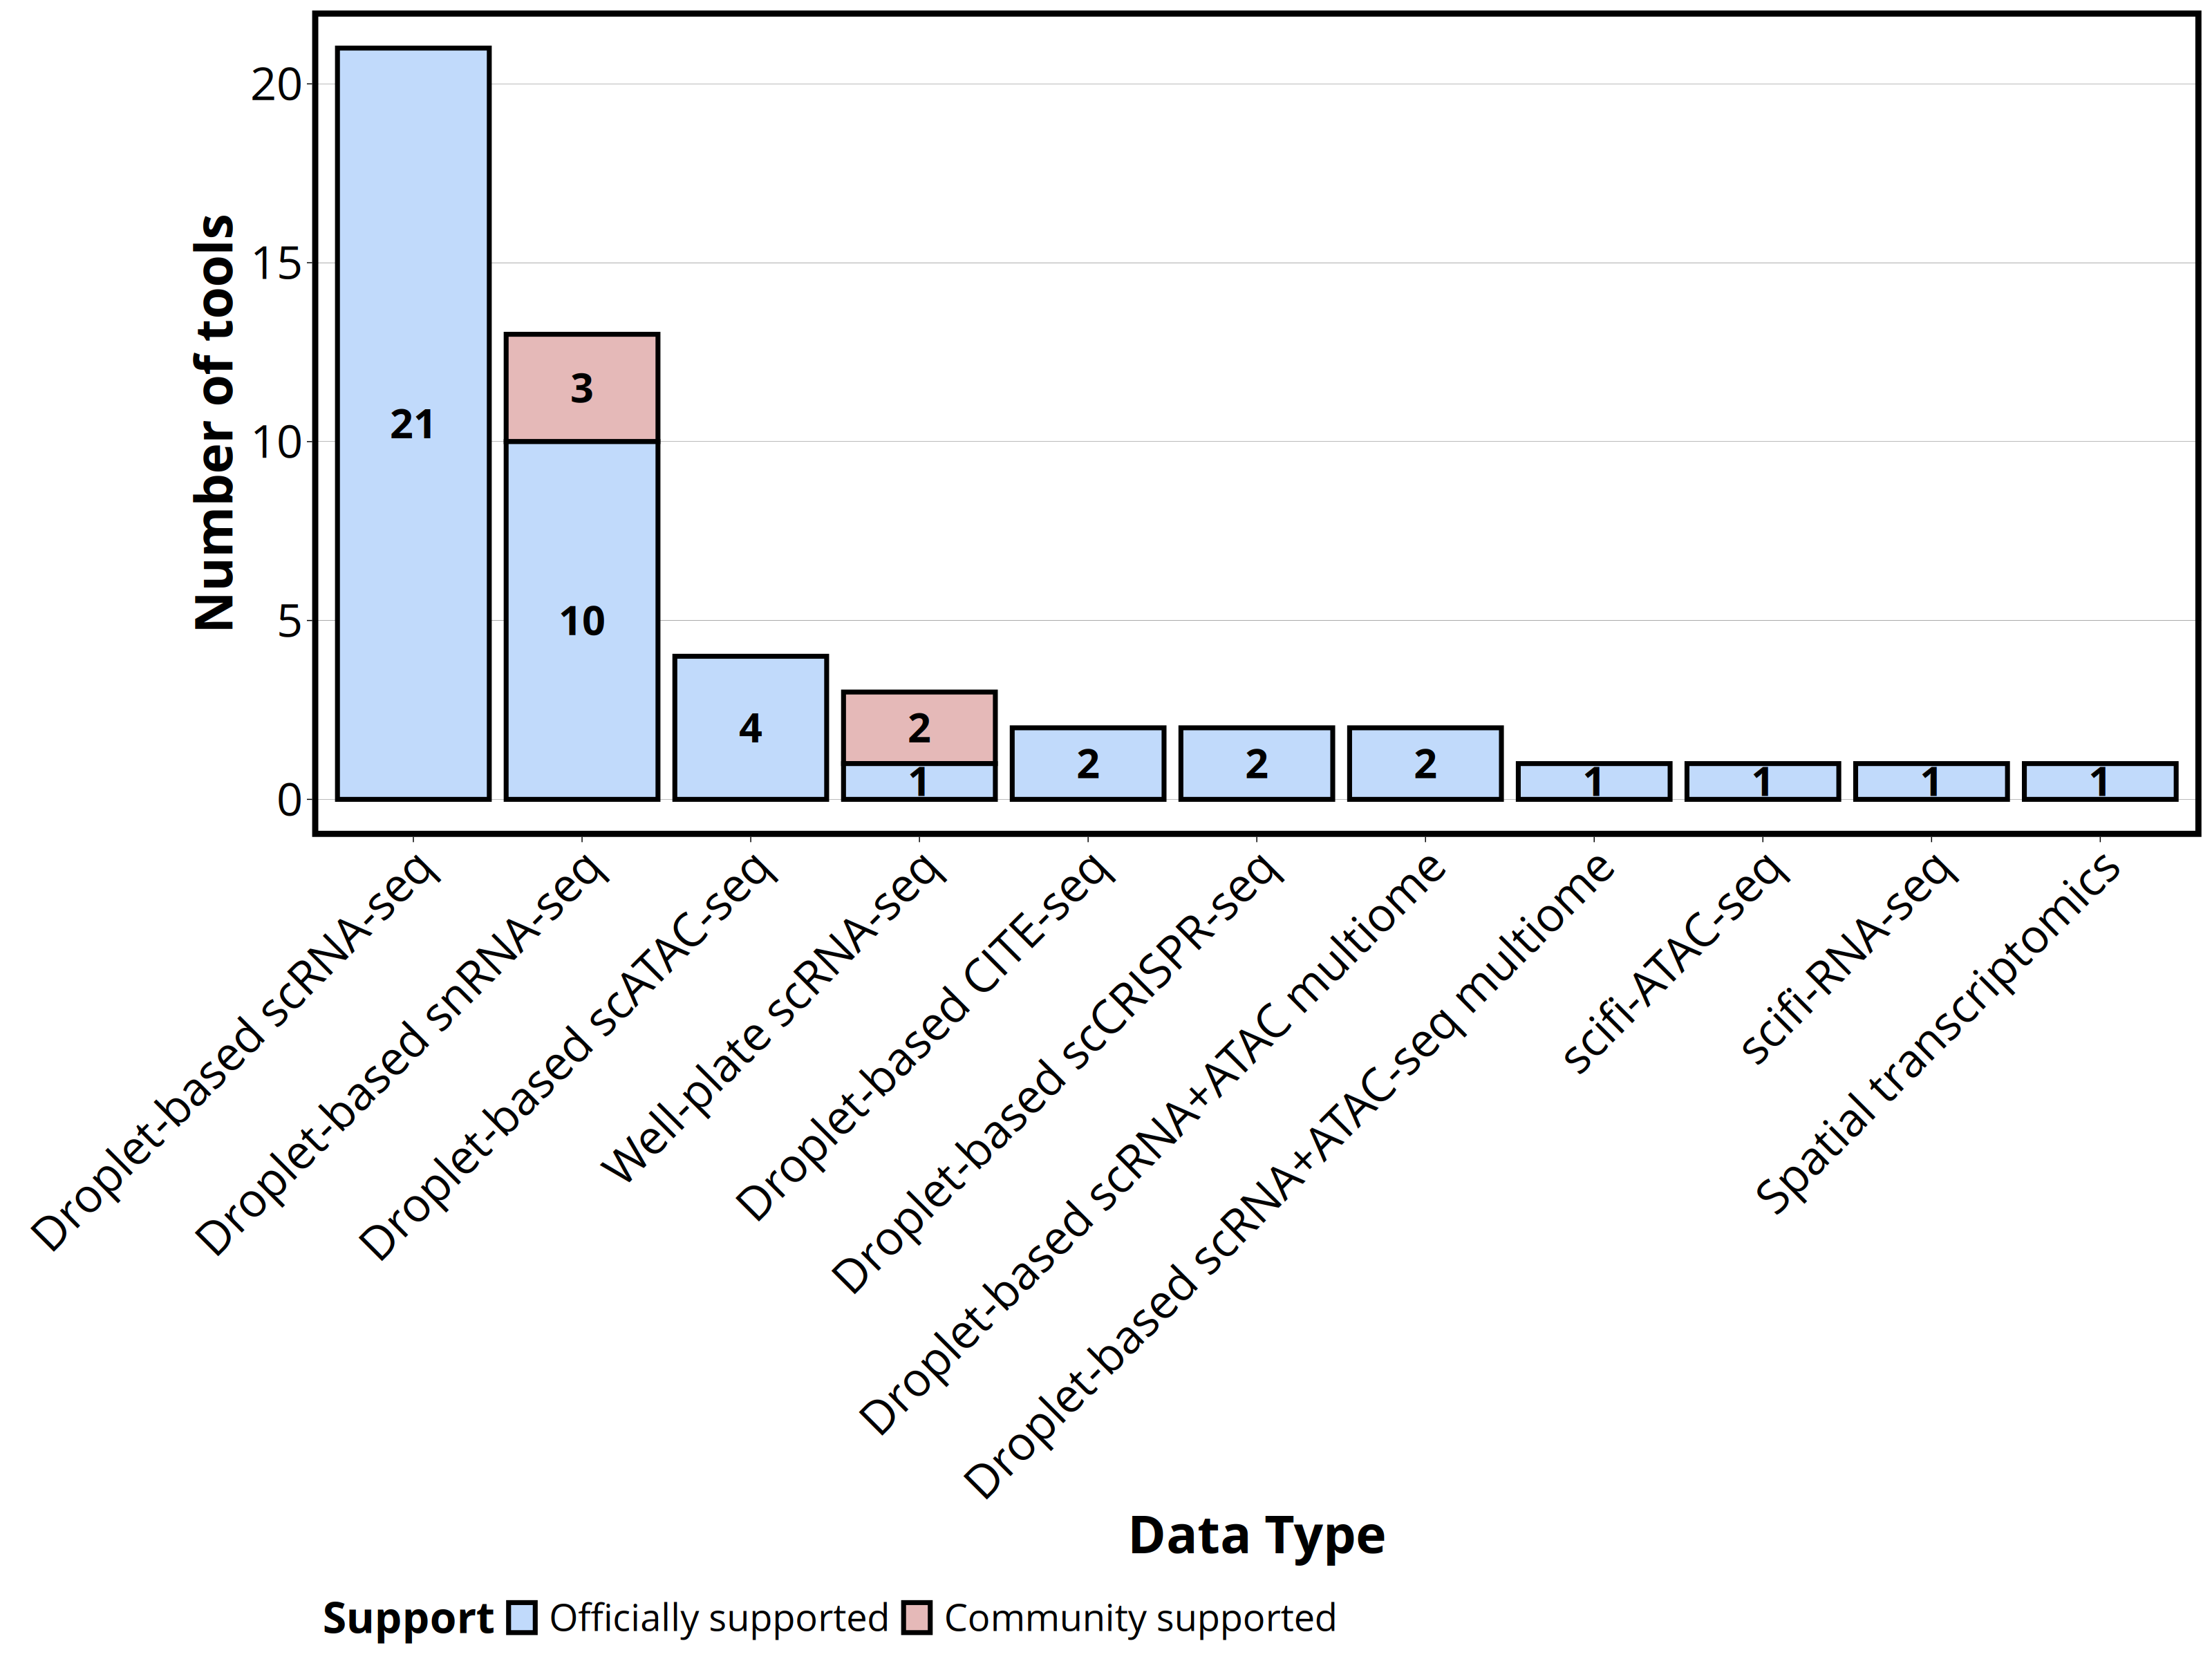 Number of tools
20
15
10
5
0
21
3
10
4
2
1
2
2
2
1
1
1
1
Droplet-based scRNA-seq
Droplet-based snRNA-seq
Droplet-based scATAC-seq
Well-plate scRNA-seq
Droplet-based CITE-seq
Droplet-based scCRISPR-seq
Droplet-based scRNA+ATAC multiome
Droplet-based scRNA+ATAC-seq multiome
scifi-ATAC-seq
scifi-RNA-seq
Spatial transcriptomics
Data Type
Support Officially supported Community supported